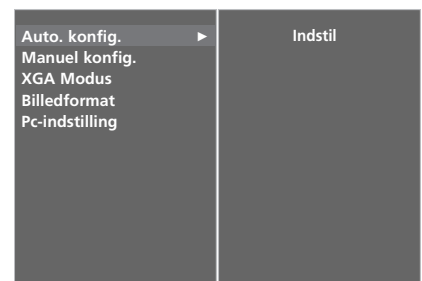 Auto. konfig. ►
Indstil
Manuel konfig.
XGA Modus
Billedformat
Pc-indstilling